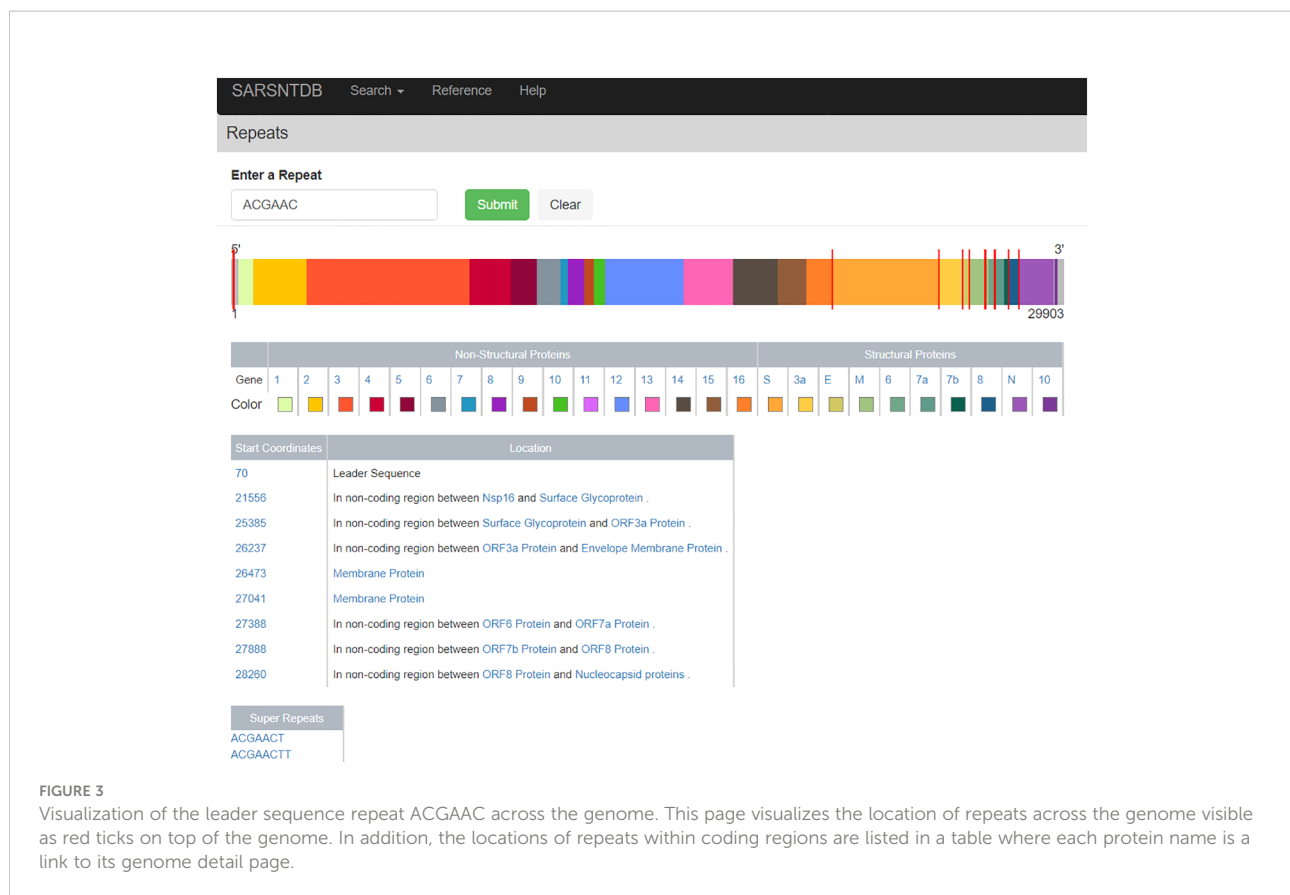 SARSNTDB Search Reference Help
Repeats
Enter a Repeat
ACGAAC Submit Clear
5' 3'
1 29903
Non-Structural Proteins Structural Proteins
Gene 1 2 3 4 5 6 7 8 9 10 11 12 13 14 15 16 S 3a E M 6 7a 7b 8 N 10
Color
Start Coordinates Location
70 Leader Sequence
21556 In non-coding region between Nsp16 and Surface Glycoprotein .
25385 In non-coding region between Surface Glycoprotein and ORF3a Protein .
26237 In non-coding region between ORF3a Protein and Envelope Membrane Protein .
26473 Membrane Protein
27041 Membrane Protein
27388 In non-coding region between ORF6 Protein and ORF7a Protein .
27888 In non-coding region between ORF7b Protein and ORF8 Protein .
28260 In non-coding region between ORF8 Protein and Nucleocapsid proteins .
Super Repeats
ACGAACT
ACGAACTT
FIGURE 3
Visualization of the leader sequence repeat ACGAAC across the genome. This page visualizes the location of repeats across the genome visible
as red ticks on top of the genome. In addition, the locations of repeats within coding regions are listed in a table where each protein name is a
link to its genome detail page.